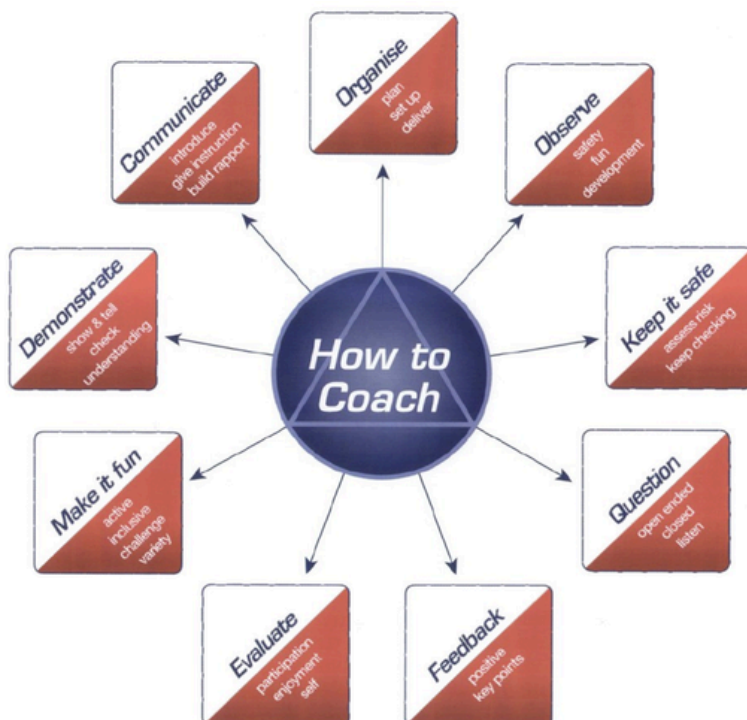 Organise
plan
set up
deliver
Observe
safety
fun
development
Keep it safe
assess risk
keep checking
Question
open ended
closed
listen
Feedback
positive
key points
Evaluate
participation
enjoyment
self
Make it fun
active
inclusive
challenge
variety
Demonstrate
show & tell
check
understanding
Communicate
introduce
give instruction
build rapport
How to
Coach